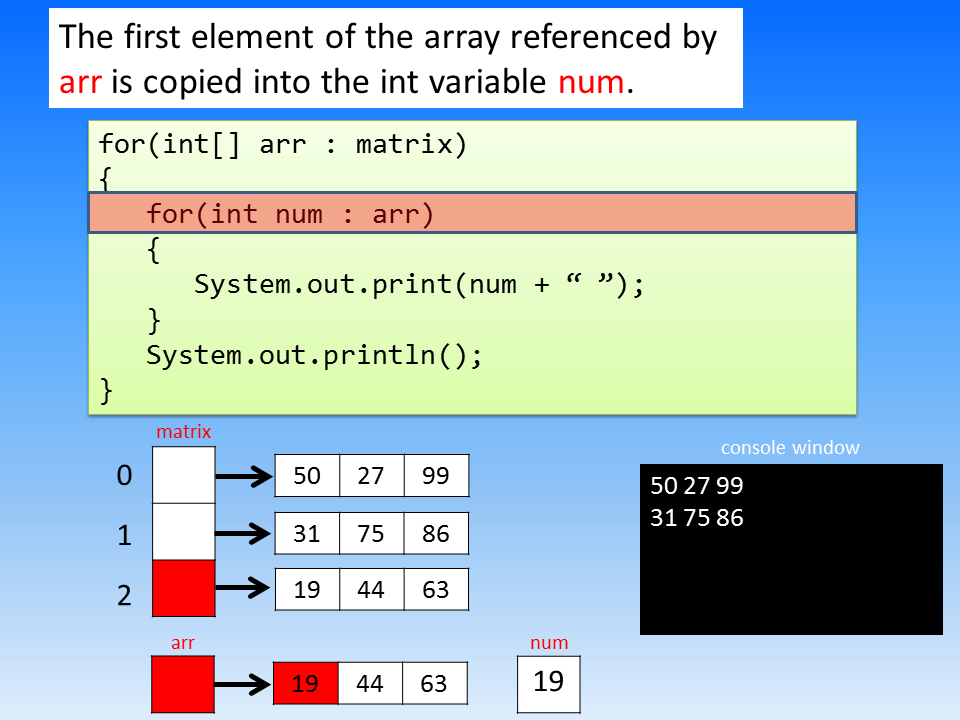 The first element of the array referenced by
arr is copied into the int variable num.
for(int[] arr : matrix)
{
for(int num : arr)
{
System.out.print(num + “ ”);
}
System.out.println();
}
matrix
console window
0 50 27 99
50 27 99
31 75 86
1 31 75 86
2 19 44 63
arr
num
19 44 63
19